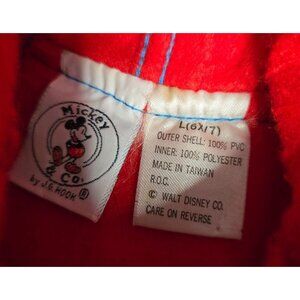 Mickey
& Co.
by J.G. HOOK ®
L(6X/7)
OUTER SHELL: 100% PVC
INNER: 100% POLYESTER
MADE IN TAIWAN
R.O.C.
© WALT DISNEY CO.
CARE ON REVERSE